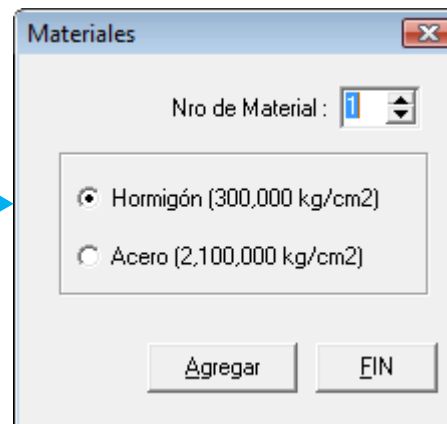 Materiales
Nro de Material : 1
Hormigón (300,000 kg/cm2)
Acero (2,100,000 kg/cm2)
Agregar FIN